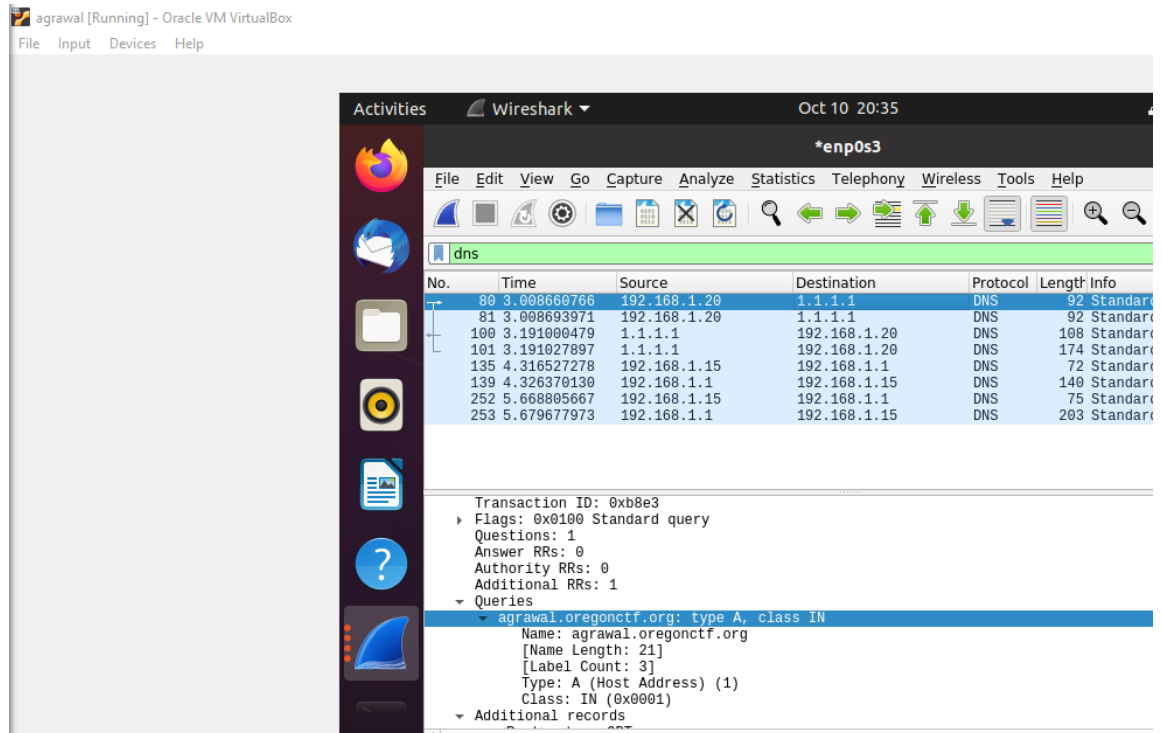 agrawal [Running] - Oracle VM VirtualBox
File Input Devices Help
Activities Wireshark Oct 10 20:35
*enp0s3
File Edit View Go Capture Analyze Statistics Telephony Wireless Tools Help
dns
No. Time Source Destination Protocol Length Info
80 3.008660766 192.168.1.20 1.1.1.1 DNS 92 Standard
81 3.008693971 192.168.1.20 1.1.1.1 DNS 92 Standard
100 3.191000479 1.1.1.1 192.168.1.20 DNS 108 Standard
101 3.191027897 1.1.1.1 192.168.1.20 DNS 174 Standard
135 4.316527278 192.168.1.15 192.168.1.1 DNS 72 Standard
139 4.326370130 192.168.1.1 192.168.1.15 DNS 140 Standard
252 5.668805667 192.168.1.15 192.168.1.1 DNS 75 Standard
253 5.679677973 192.168.1.1 192.168.1.15 DNS 203 Standard
Transaction ID: 0xb8e3
Flags: 0x0100 Standard query
Questions: 1
Answer RRs: 0
Authority RRs: 0
Additional RRs: 1
Queries
agrawal.oregonctf.org: type A, class IN
Name: agrawal.oregonctf.org
[Name Length: 21]
[Label Count: 3]
Type: A (Host Address) (1)
Class: IN (0x0001)
Additional records